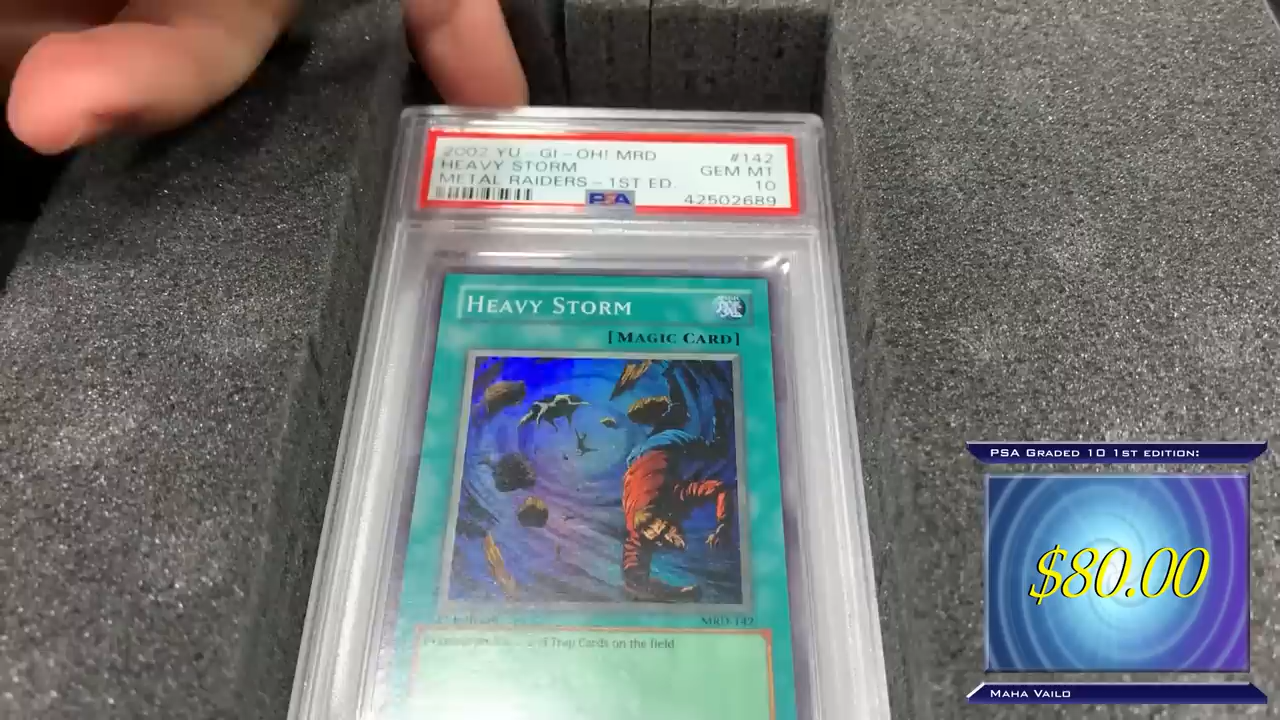 2002 YU-GI-OH! MRD #142
HEAVY STORM GEM MT
METAL RAIDERS-1ST ED. 10
PSA 42502689
HEAVY STORM
[MAGIC CARD]
MRD-142
Trap Cards on the field
PSA GRADED 10 1ST EDITION:
$80.00
MAHA VAILO